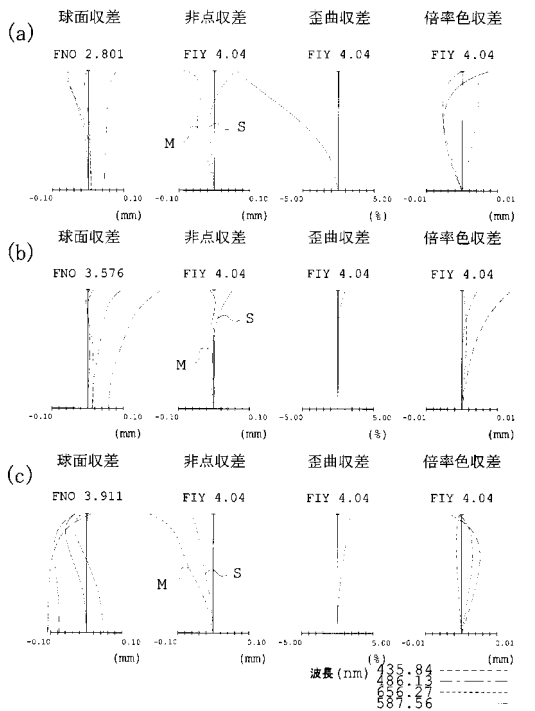 (a)
球面収差 非点収差 歪曲収差 倍率色収差
FNO 2.801 FIY 4.04 FIY 4.04 FIY 4.04
M S
-0.10 0.10 -0.10 0.10 -5.00 5.00 -0.01 0.01
(mm) (mm) (%) (mm)
(b)
球面収差 非点収差 歪曲収差 倍率色収差
FNO 3.576 FIY 4.04 FIY 4.04 FIY 4.04
S
M
-0.10 0.10 -0.10 0.10 -5.00 5.00 -0.01 0.01
(mm) (mm) (%) (mm)
(c)
球面収差 非点収差 歪曲収差 倍率色収差
FNO 3.911 FIY 4.04 FIY 4.04 FIY 4.04
M S
-0.10 0.10 -0.10 0.10 -5.00 5.00 -0.01 0.01
(mm) (mm) (%) (mm)
波長(nm) 435.84
486.13
656.27
587.56